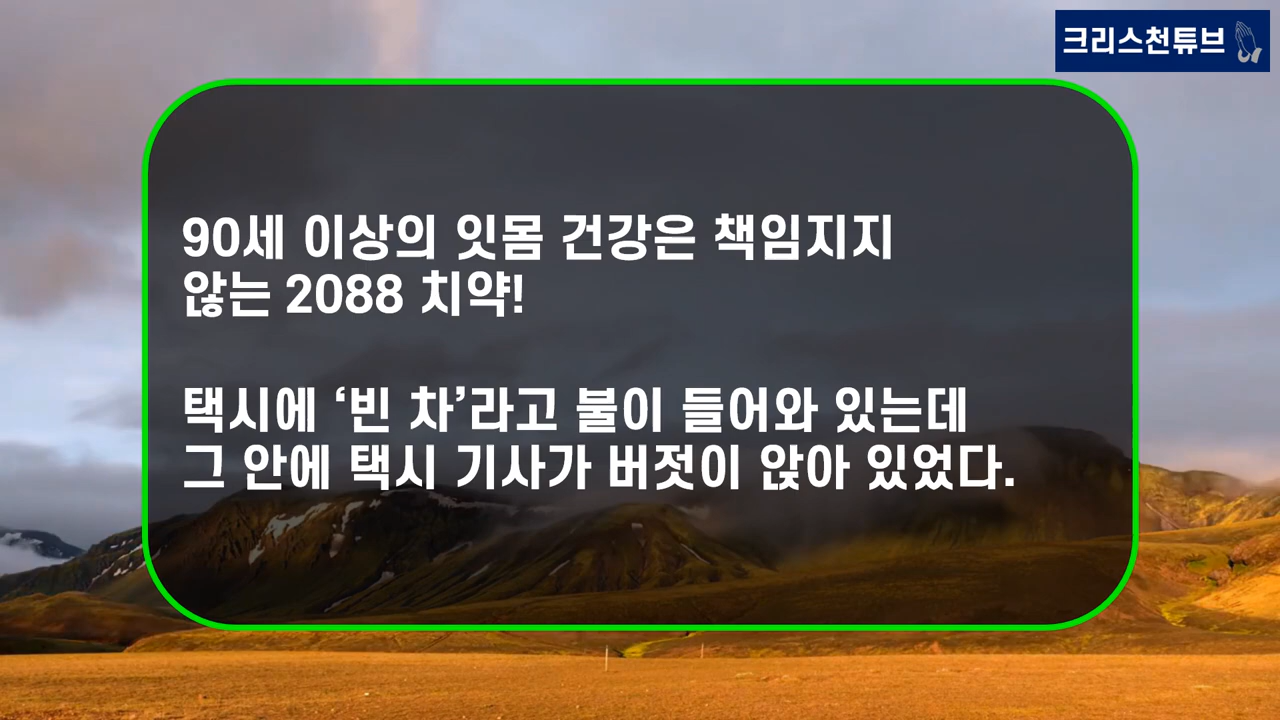 크리스천튜브
90세 이상의 잇몸 건강은 책임지지
않는 2088 치약!
택시에 ‘빈 차’라고 불이 들어와 있는데
그 안에 택시 기사가 버젓이 앉아 있었다.